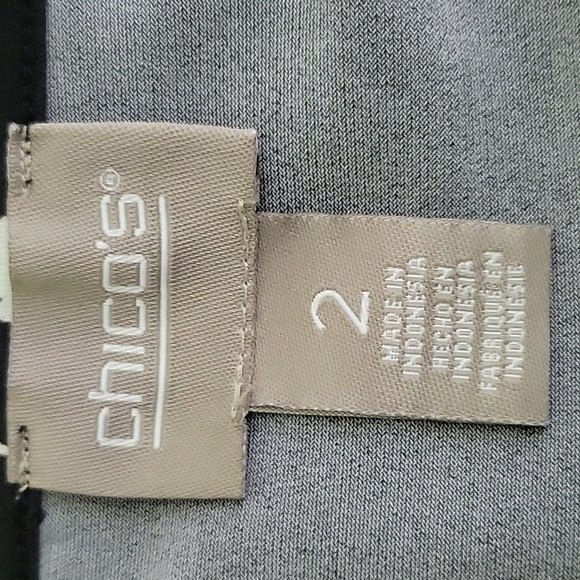 chico's®
2
MADE IN
INDONESIA
HECHO EN
INDONESIA
FABRIQUÉ EN
INDONÉSIE